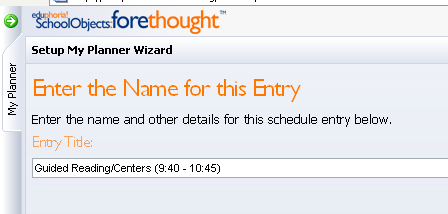 eduphoria!
SchoolObjects:forethought™
Setup My Planner Wizard
My Planner
Enter the Name for this Entry
Enter the name and other details for this schedule entry below.
Entry Title:
Guided Reading/Centers (9:40 - 10:45)